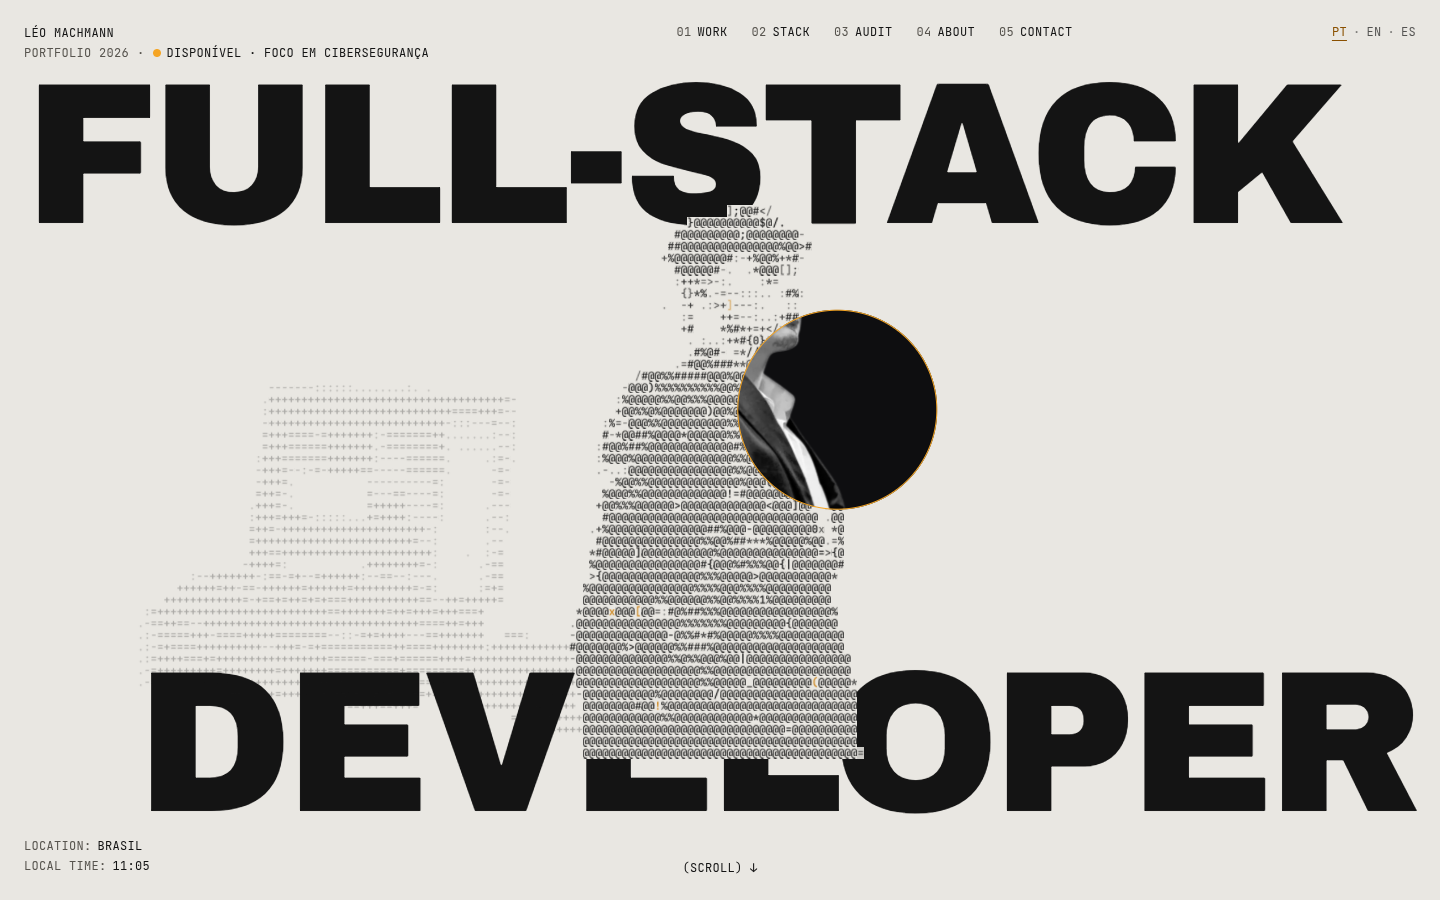 LÉO MACHMANN
PORTFOLIO 2026 · DISPONÍVEL · FOCO EM CIBERSEGURANÇA
01 WORK 02 STACK 03 AUDIT 04 ABOUT 05 CONTACT
PT · EN · ES
FULL-STACK
DEVELOPER
LOCATION: BRASIL
LOCAL TIME: 11:05
(SCROLL) ↓